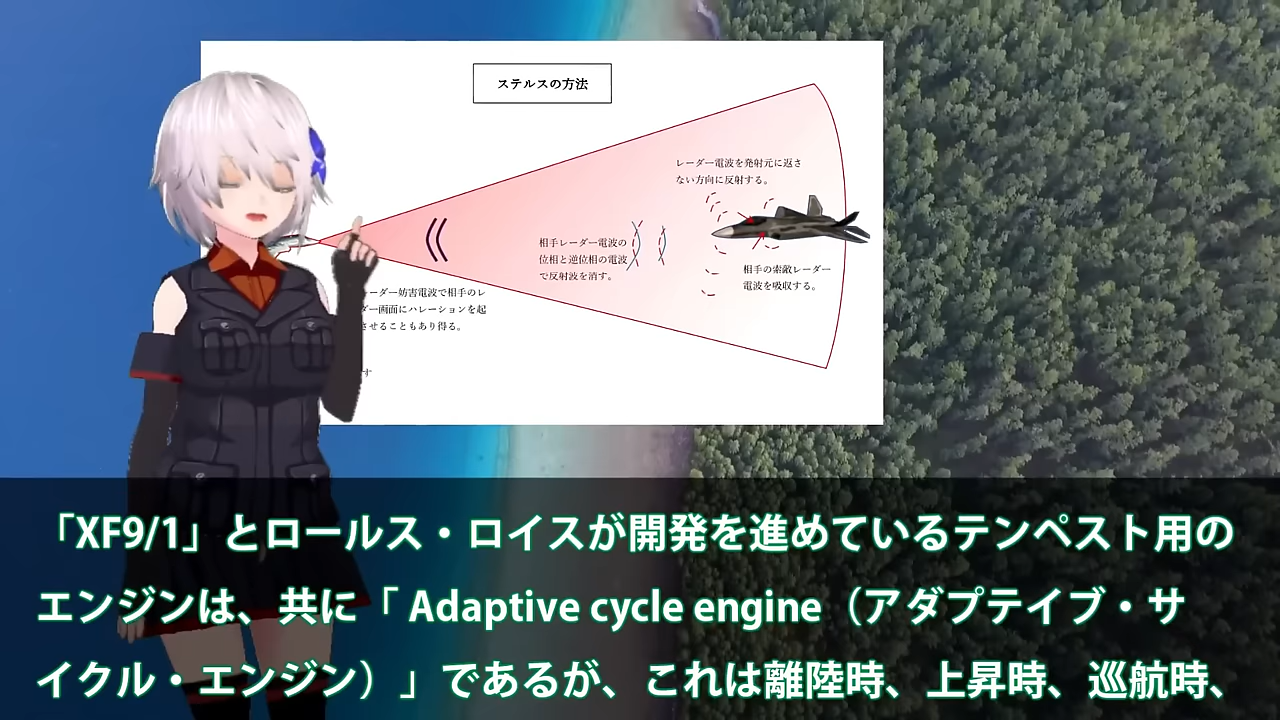 ステルスの方法
レーダー電波を発射元に返さ
ない方向に反射する。
相手レーダー電波の
位相と逆位相の電波
で反射波を消す。
相手の索敵レーダー
電波を吸収する。
ーダー妨害電波で相手のレ
ダー画面にハレーションを起
させることもあり得る。
す
「XF9/1」とロールス・ロイスが開発を進めているテンペスト用の
エンジンは、共に「 Adaptive cycle engine（アダプテイブ・サ
イクル・エンジン）」であるが、これは離陸時、上昇時、巡航時、